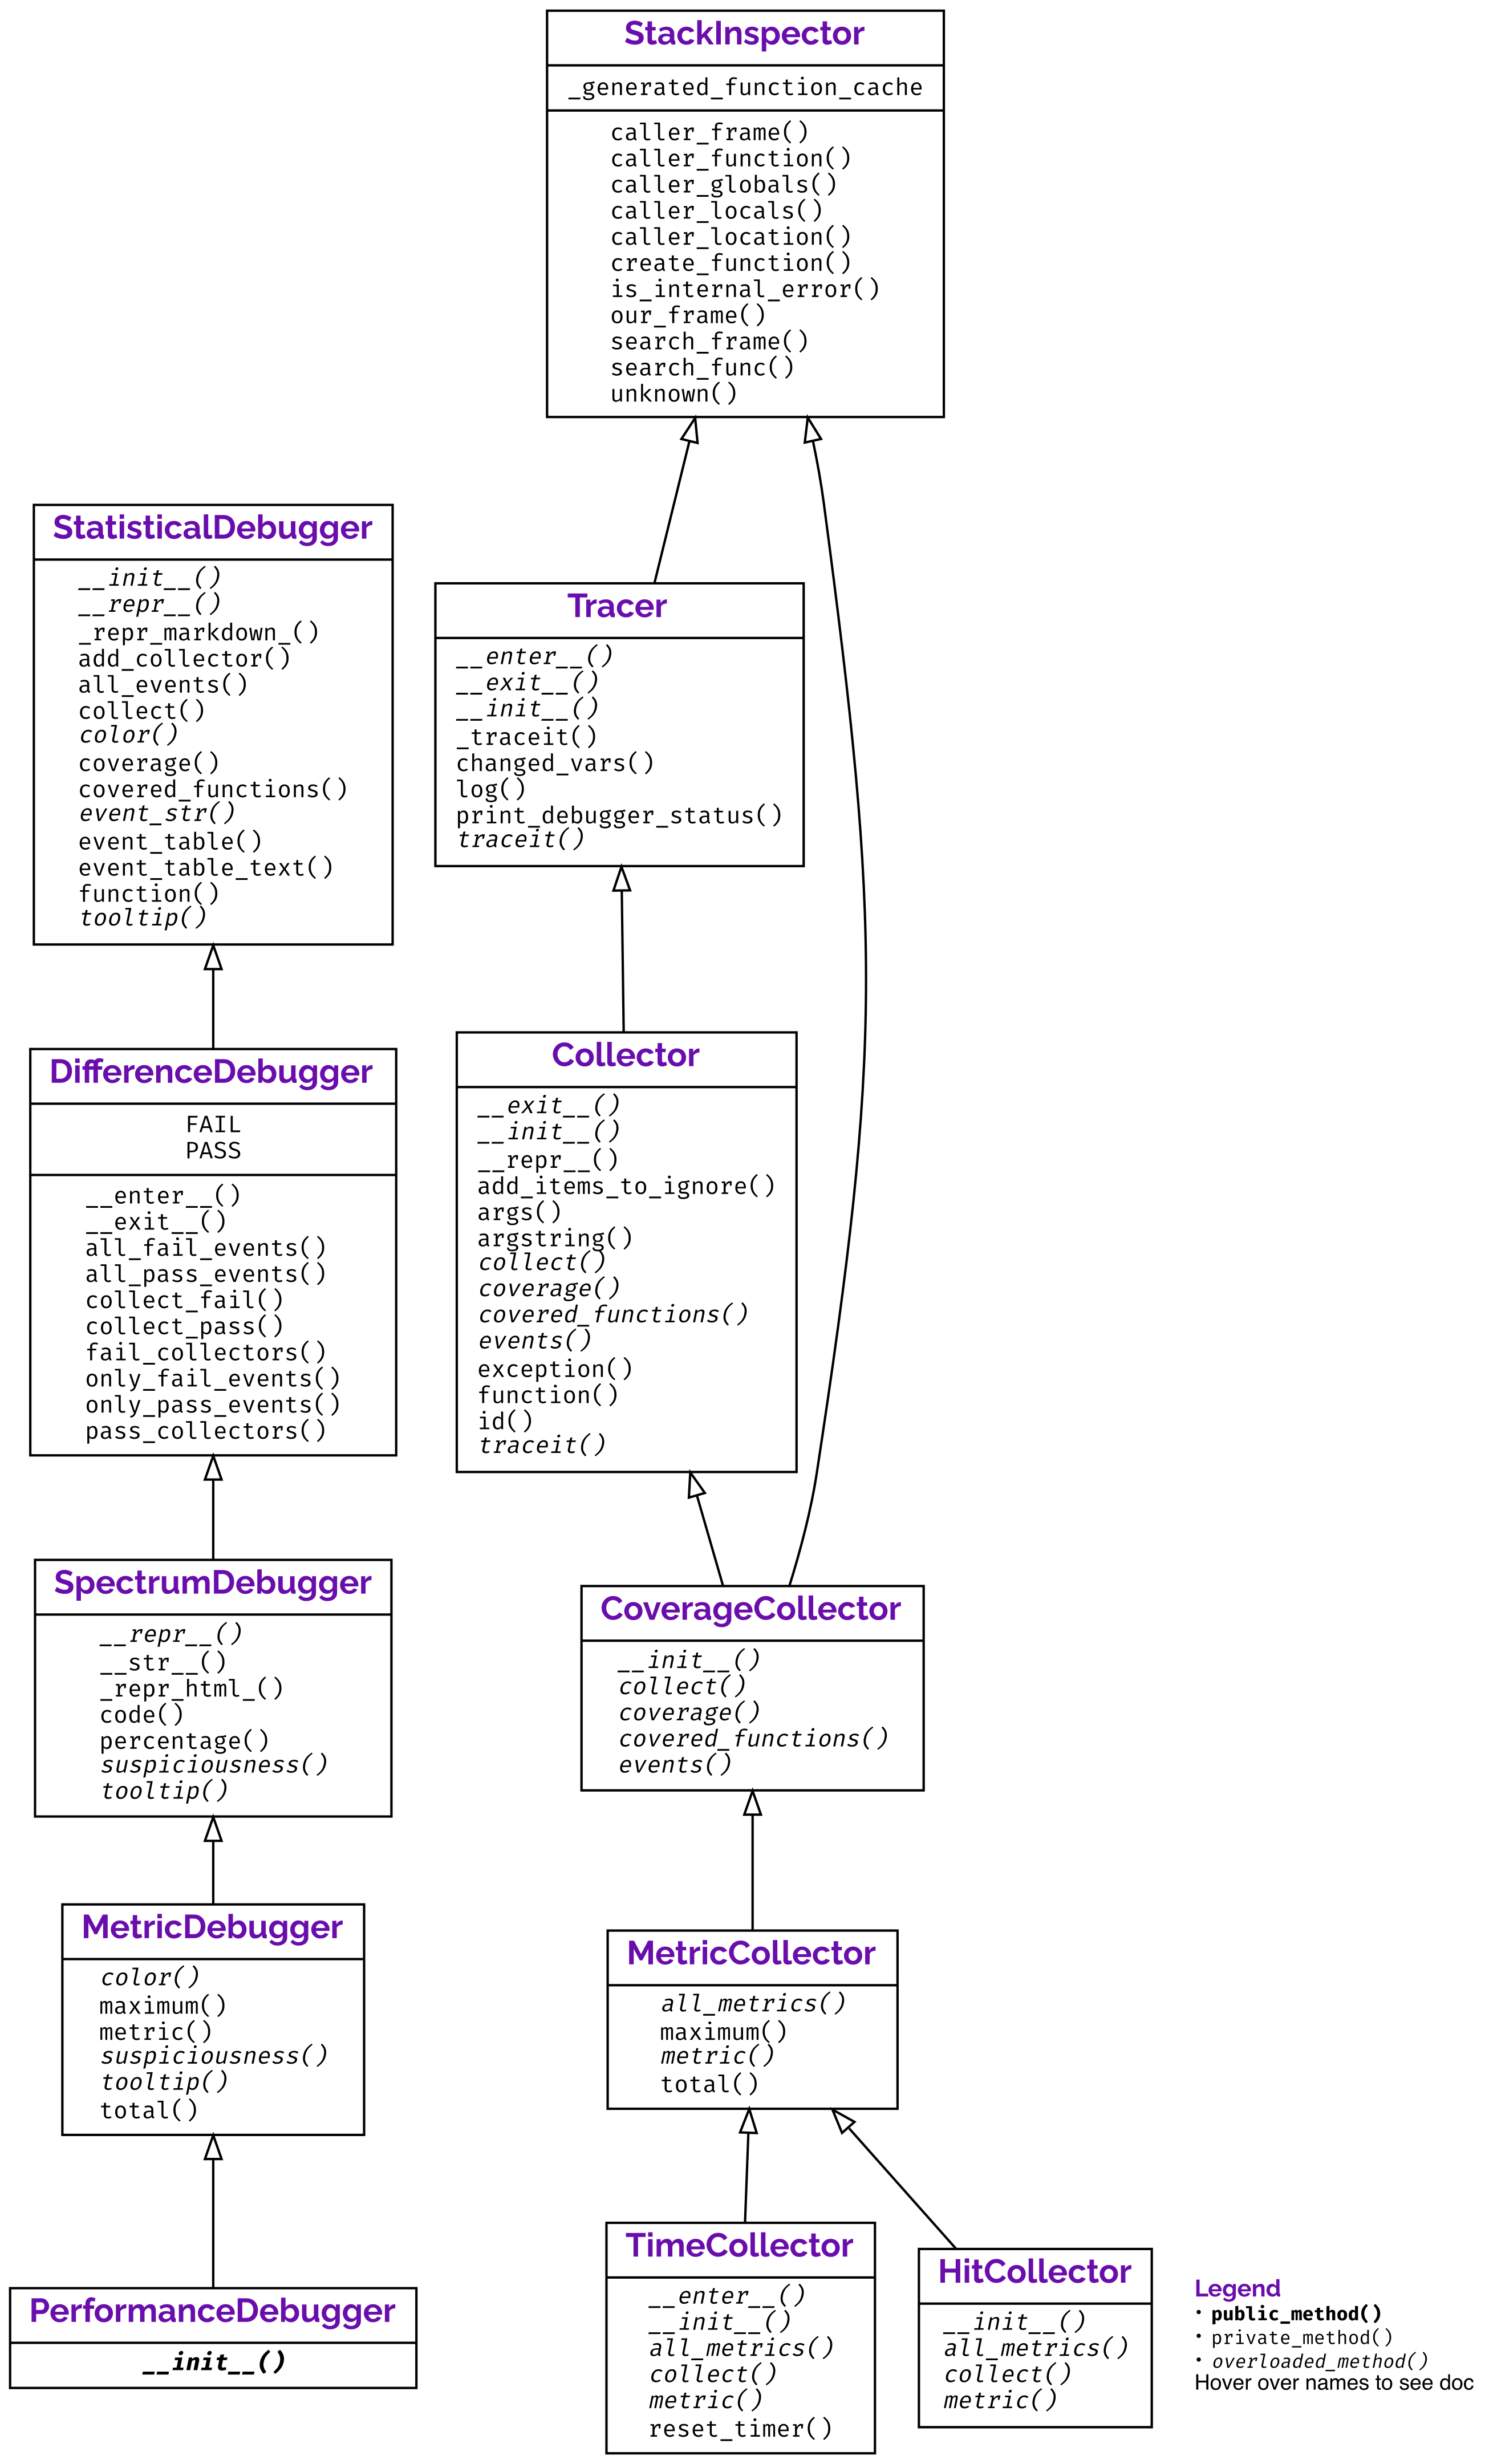 StackInspector
_generated_function_cache
caller_frame()
caller_function()
caller_globals()
caller_locals()
caller_location()
create_function()
is_internal_error()
our_frame()
search_frame()
search_func()
unknown()
StatisticalDebugger
__init__()
__repr__()
_repr_markdown_()
add_collector()
all_events()
collect()
color()
coverage()
covered_functions()
event_str()
event_table()
event_table_text()
function()
tooltip()
Tracer
__enter__()
__exit__()
__init__()
_traceit()
changed_vars()
log()
print_debugger_status()
traceit()
DifferenceDebugger
FAIL
PASS
__enter__()
__exit__()
all_fail_events()
all_pass_events()
collect_fail()
collect_pass()
fail_collectors()
only_fail_events()
only_pass_events()
pass_collectors()
Collector
__exit__()
__init__()
__repr__()
add_items_to_ignore()
args()
argstring()
collect()
coverage()
covered_functions()
events()
exception()
function()
id()
traceit()
SpectrumDebugger
__repr__()
__str__()
_repr_html_()
code()
percentage()
suspiciousness()
tooltip()
CoverageCollector
__init__()
collect()
coverage()
covered_functions()
events()
MetricDebugger
color()
maximum()
metric()
suspiciousness()
tooltip()
total()
MetricCollector
all_metrics()
maximum()
metric()
total()
PerformanceDebugger
__init__()
TimeCollector
__enter__()
__init__()
all_metrics()
collect()
metric()
reset_timer()
HitCollector
__init__()
all_metrics()
collect()
metric()
Legend
• public_method()
• private_method()
• overloaded_method()
Hover over names to see doc